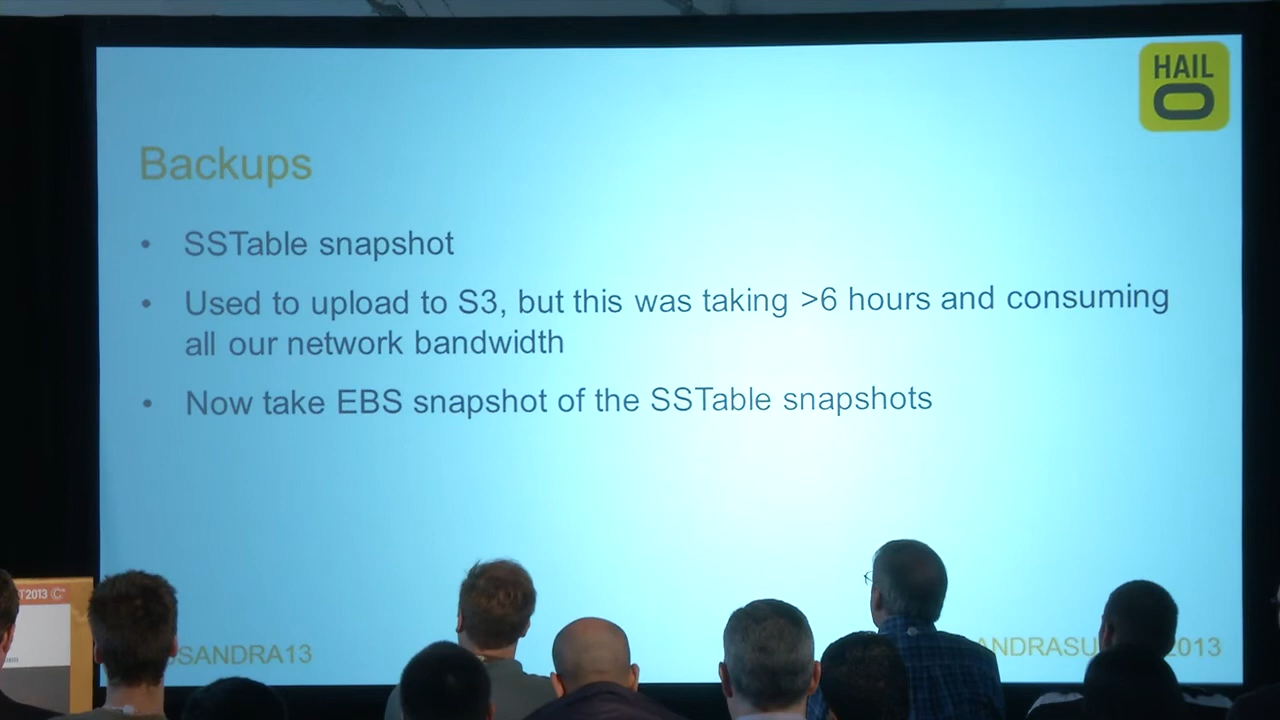 HAIL
O
Backups
• SSTable snapshot
• Used to upload to S3, but this was taking >6 hours and consuming
all our network bandwidth
• Now take EBS snapshot of the SSTable snapshots
T2013
SANDRA13
ANDRASU 2013